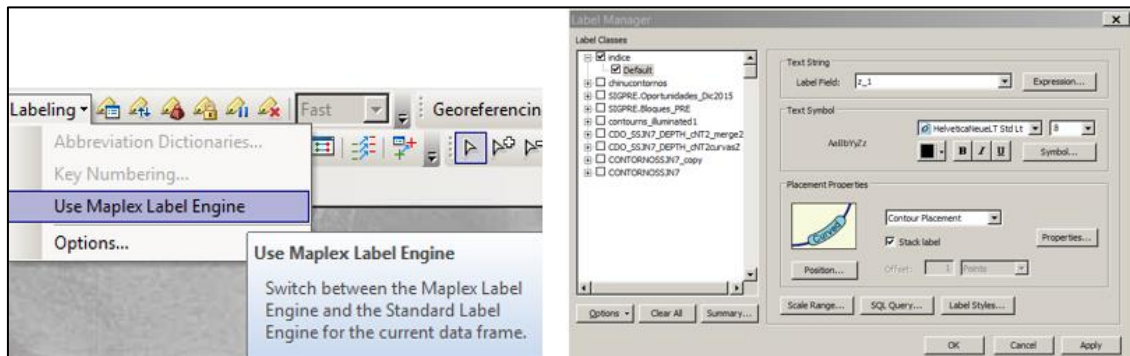 Labeling
Fast
Georeferencin
Abbreviation Dictionaries...
Key Numbering...
Use Maplex Label Engine
Options...
Use Maplex Label Engine
Switch between the Maplex Label
Engine and the Standard Label
Engine for the current data frame.
Label Manager
Label Classes
indice
Default
chinucontornos
SIGPRE.Oportunidades_Dic2015
SIGPRE.Bloques_PRE
contourns_illuminated1
CDO_SSJN7_DEPTH_cNT2_merge2
CDO_SSJN7_DEPTH_cNT2curvas2
CONTORNOSSJN7_copy
CONTORNOSSJN7
Options
Clear All
Summary...
Text String
Label Field: z_1
Expression...
Text Symbol
AaBbYyZz
HelveticaNeueLT Std Lt
8
B I U
Symbol...
Placement Properties
Curved
Contour Placement
Stack label
Properties...
Position...
Offset: 1 Points
Scale Range...
SQL Query...
Label Styles...
OK
Cancel
Apply